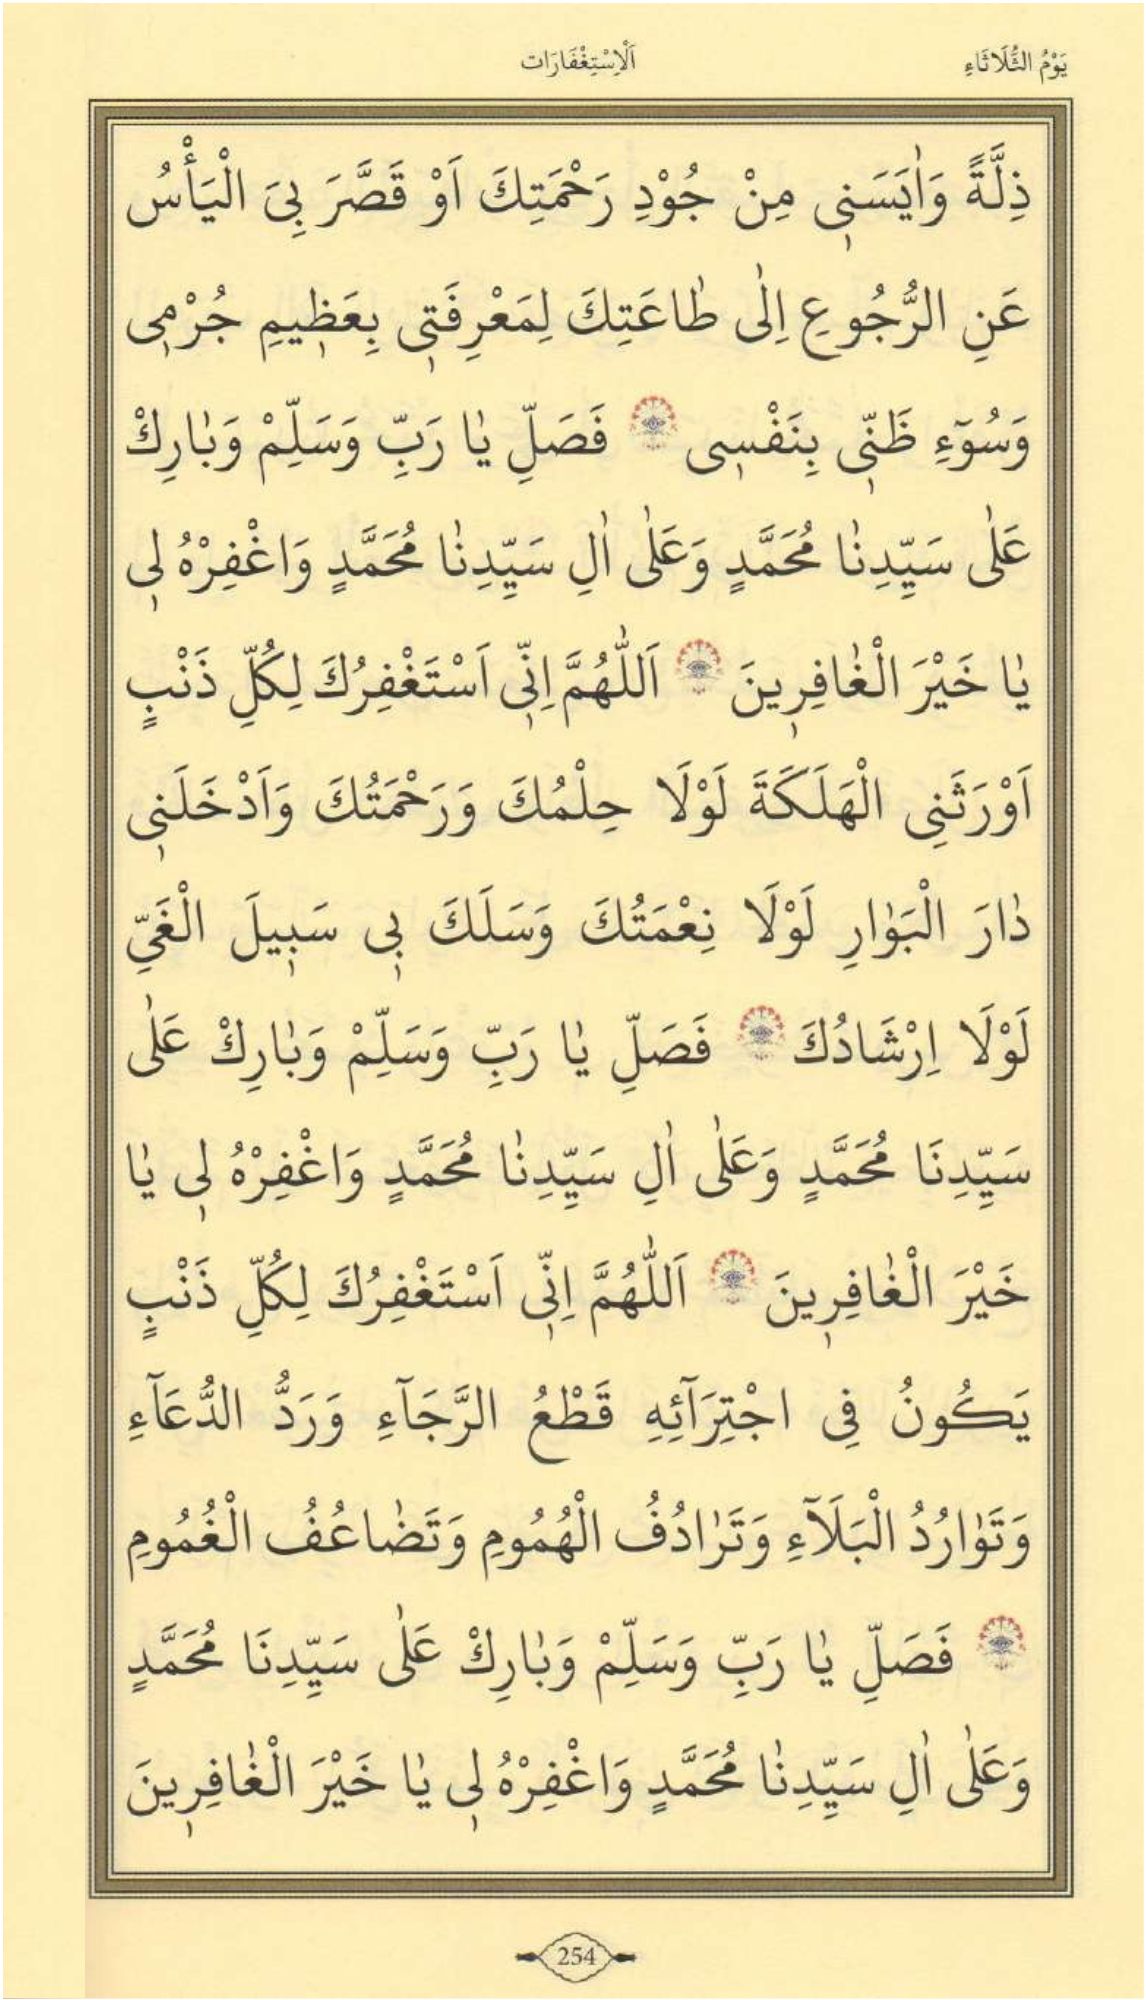 يَوْمُ الثُّلَاثَاءِ
اَلْاِسْتِغْفَارَات
ذِلَّةً وَاٰيَسَنٖى مِنْ جُوْدِ رَحْمَتِكَ اَوْ قَصَّرَ بِىَ الْيَأْسُ
عَنِ الرُّجُوعِ اِلٰى طٰاعَتِكَ لِمَعْرِفَتٖى بِعَظٖيمِ جُرْمٖى
وَسُوٓءِ ظَنّٖى بِنَفْسٖى ۞ فَصَلِّ يٰا رَبِّ وَسَلِّمْ وَبٰارِكْ
عَلٰى سَيِّدِنٰا مُحَمَّدٍ وَعَلٰى اٰلِ سَيِّدِنٰا مُحَمَّدٍ وَاغْفِرْهُ لٖى
يٰا خَيْرَ الْغٰافِرٖينَ ۞ اَللّٰهُمَّ اِنّٖى اَسْتَغْفِرُكَ لِكُلِّ ذَنْبٍ
اَوْرَثَنِى الْهَلَكَةَ لَوْلَا حِلْمُكَ وَرَحْمَتُكَ وَاَدْخَلَنٖى
دٰارَ الْبَوٰارِ لَوْلَا نِعْمَتُكَ وَسَلَكَ بٖى سَبٖيلَ الْغَىِّ
لَوْلَا اِرْشَادُكَ ۞ فَصَلِّ يٰا رَبِّ وَسَلِّمْ وَبٰارِكْ عَلٰى
سَيِّدِنَا مُحَمَّدٍ وَعَلٰى اٰلِ سَيِّدِنٰا مُحَمَّدٍ وَاغْفِرْهُ لٖى يٰا
خَيْرَ الْغٰافِرٖينَ ۞ اَللّٰهُمَّ اِنّٖى اَسْتَغْفِرُكَ لِكُلِّ ذَنْبٍ
يَكُونُ فِى اجْتِرَآئِهِ قَطْعُ الرَّجَآءِ وَرَدُّ الدُّعَآءِ
وَتَوٰارُدُ الْبَلَآءِ وَتَرٰادُفُ الْهُمُومِ وَتَضٰاعُفُ الْغُمُومِ
۞ فَصَلِّ يٰا رَبِّ وَسَلِّمْ وَبٰارِكْ عَلٰى سَيِّدِنَا مُحَمَّدٍ
وَعَلٰى اٰلِ سَيِّدِنٰا مُحَمَّدٍ وَاغْفِرْهُ لٖى يٰا خَيْرَ الْغٰافِرٖينَ
254